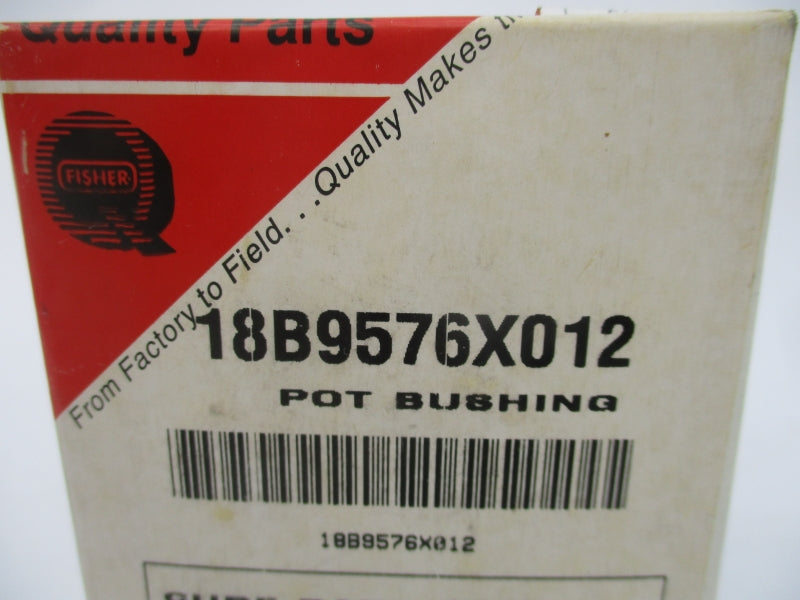 Quality Parts
FISHER
From Factory to Field. . .Quality Makes
18B9576X012
POT BUSHING
18B9576X012